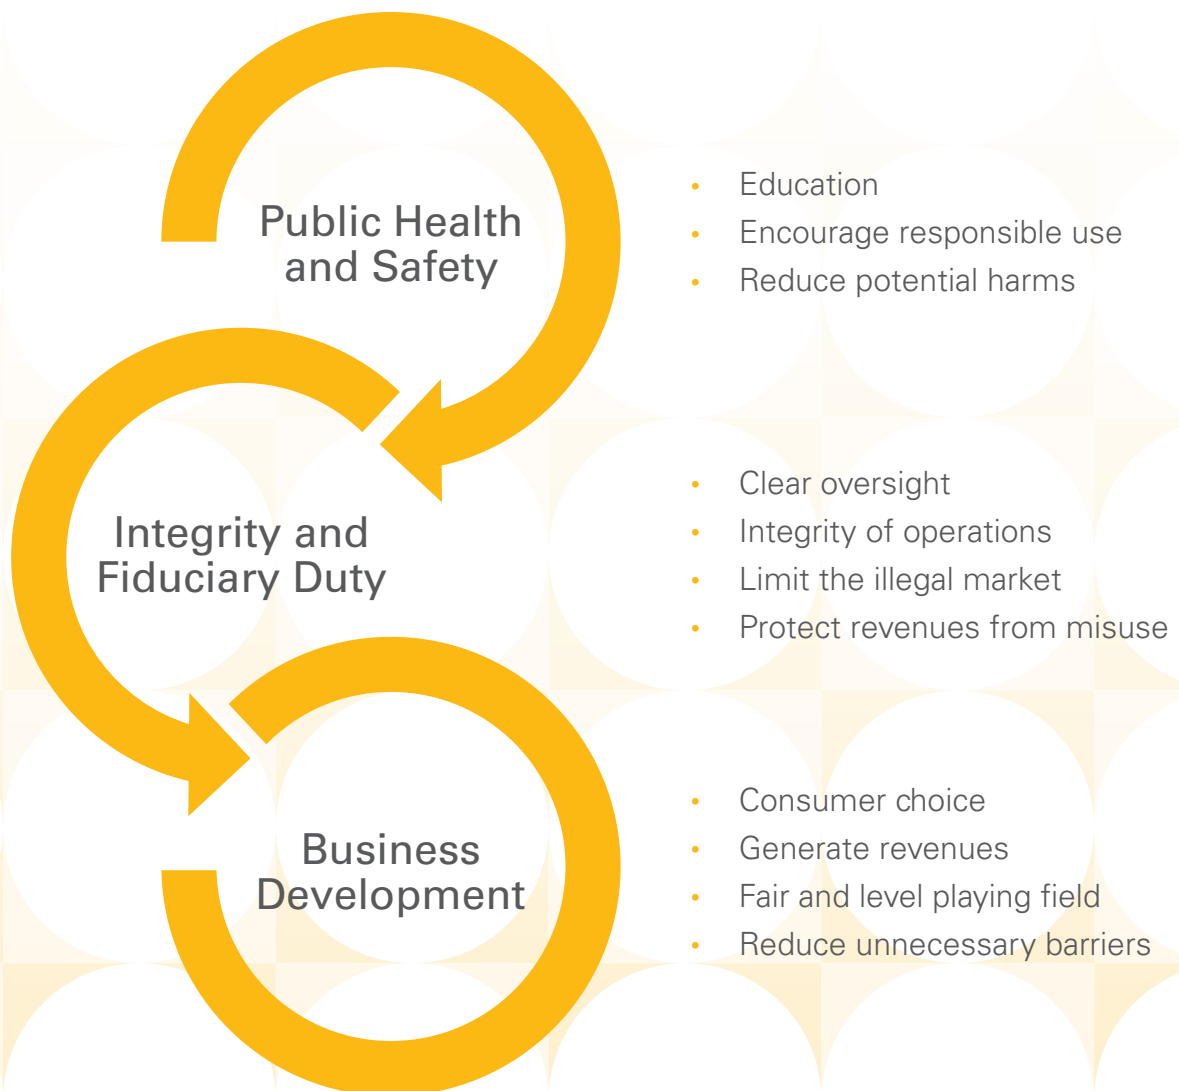 Public Health
and Safety
• Education
• Encourage responsible use
• Reduce potential harms
Integrity and
Fiduciary Duty
• Clear oversight
• Integrity of operations
• Limit the illegal market
• Protect revenues from misuse
Business
Development
• Consumer choice
• Generate revenues
• Fair and level playing field
• Reduce unnecessary barriers